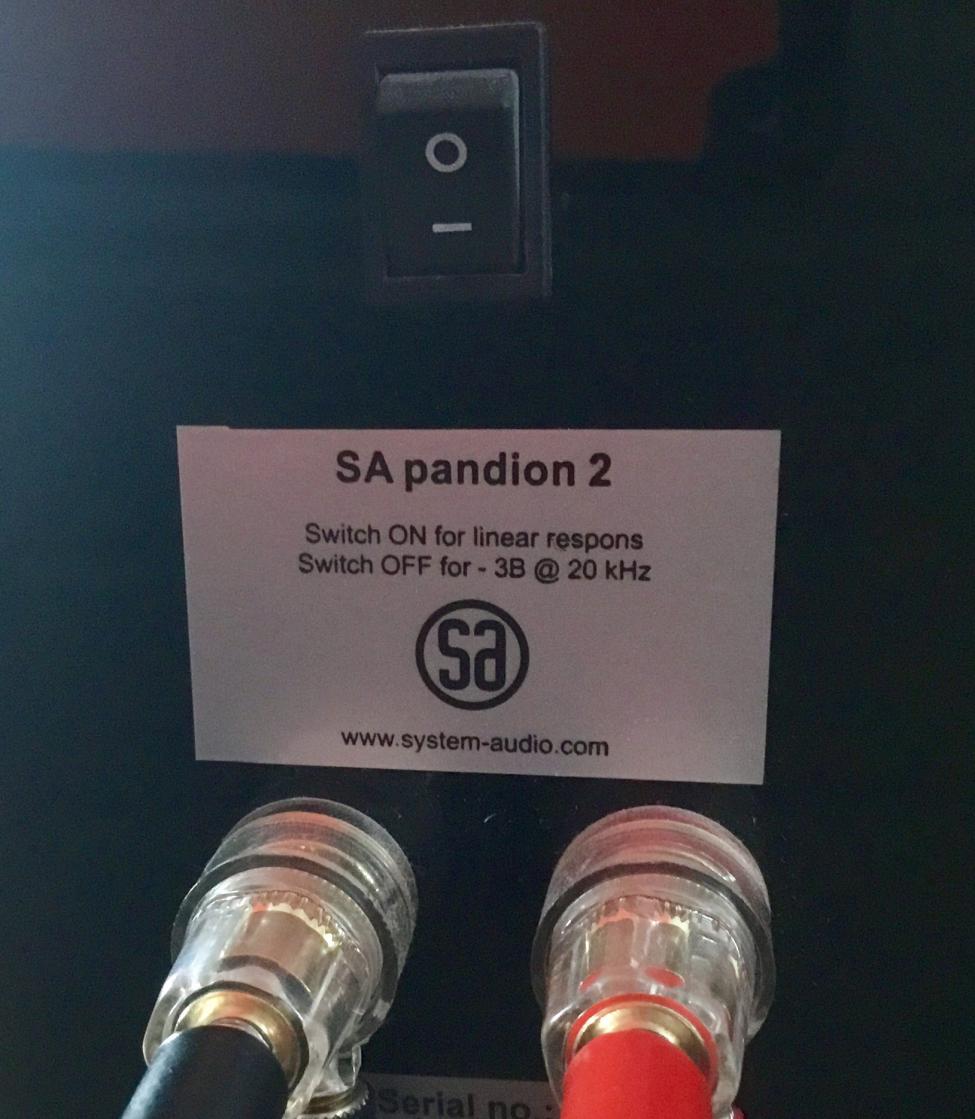 O
I
SA pandion 2
Switch ON for linear respons
Switch OFF for - 3B @ 20 kHz
sa
www.system-audio.com
Serial no.: